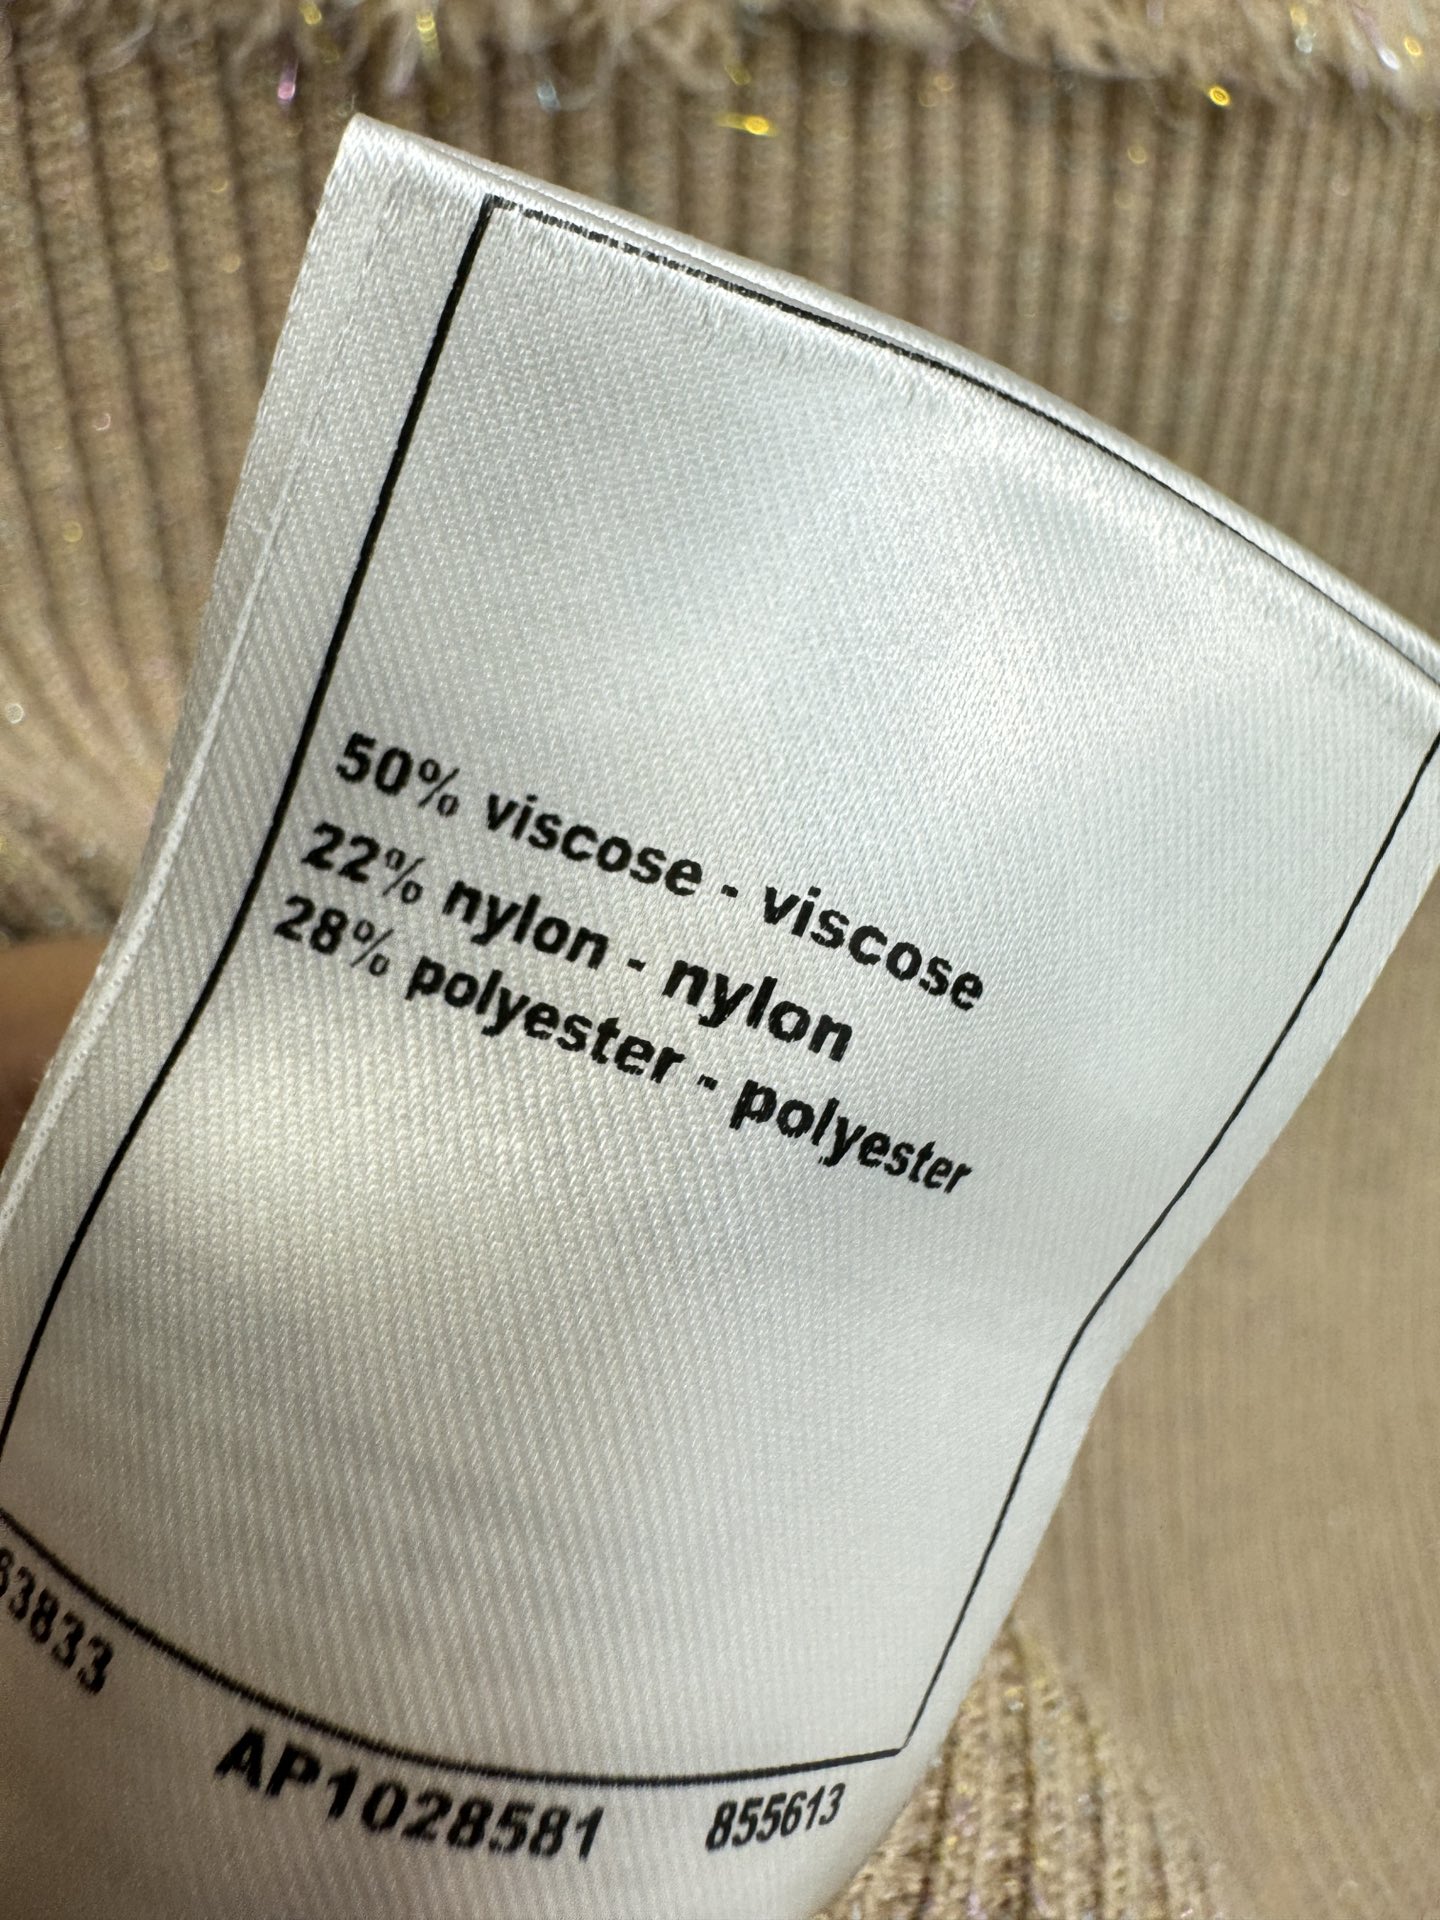 50% viscose - viscose
22% nylon - nylon
28% polyester - polyester
63833 AP1028581 855613